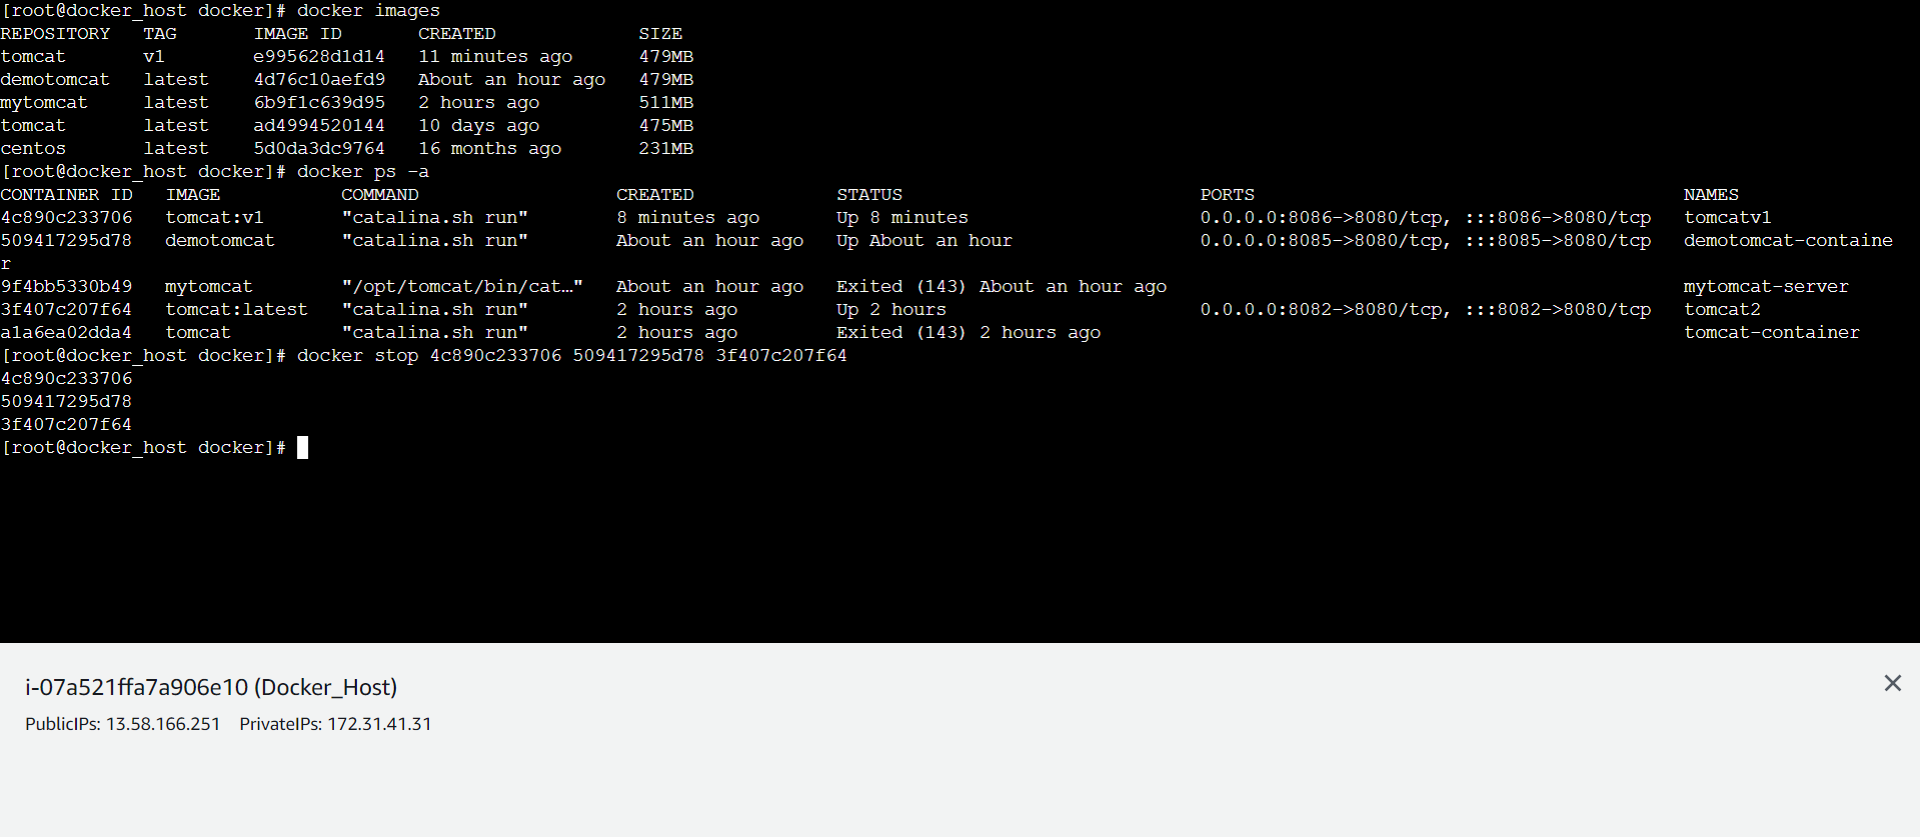 [root@docker_host docker]# docker images
REPOSITORY   TAG       IMAGE ID       CREATED             SIZE
tomcat       v1        e995628d1d14   11 minutes ago      479MB
demotomcat   latest    4d76c10aefd9   About an hour ago   479MB
mytomcat     latest    6b9f1c639d95   2 hours ago         511MB
tomcat       latest    ad4994520144   10 days ago         475MB
centos       latest    5d0da3dc9764   16 months ago       231MB
[root@docker_host docker]# docker ps -a
CONTAINER ID   IMAGE           COMMAND                  CREATED             STATUS                           PORTS                                       NAMES
4c890c233706   tomcat:v1       "catalina.sh run"        8 minutes ago       Up 8 minutes                     0.0.0.0:8086->8080/tcp, :::8086->8080/tcp   tomcatv1
509417295d78   demotomcat      "catalina.sh run"        About an hour ago   Up About an hour                 0.0.0.0:8085->8080/tcp, :::8085->8080/tcp   demotomcat-containe
r
9f4bb5330b49   mytomcat        "/opt/tomcat/bin/cat…"   About an hour ago   Exited (143) About an hour ago                                               mytomcat-server
3f407c207f64   tomcat:latest   "catalina.sh run"        2 hours ago         Up 2 hours                       0.0.0.0:8082->8080/tcp, :::8082->8080/tcp   tomcat2
a1a6ea02dda4   tomcat          "catalina.sh run"        2 hours ago         Exited (143) 2 hours ago                                                     tomcat-container
[root@docker_host docker]# docker stop 4c890c233706 509417295d78 3f407c207f64
4c890c233706
509417295d78
3f407c207f64
[root@docker_host docker]#
i-07a521ffa7a906e10 (Docker_Host)
PublicIPs: 13.58.166.251 PrivateIPs: 172.31.41.31